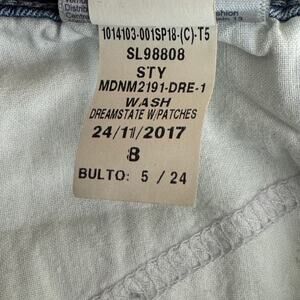 1014103-001SP18-(C)-T5
SL98808
STY
MDNM2191-DRE-1
WASH
DREAMSTATE W/PATCHES
24/11/2017
8
BULTO: 5 / 24